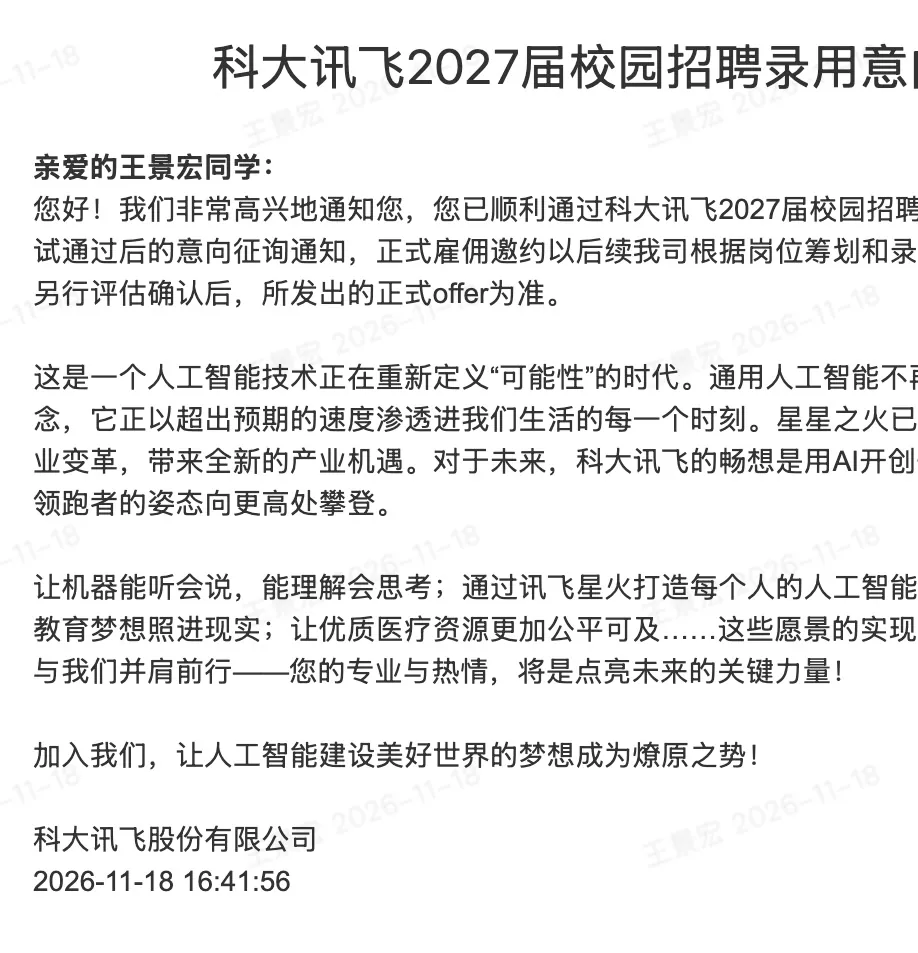 科大讯飞2027届校园招聘录用意
亲爱的王景宏同学：
您好！我们非常高兴地通知您，您已顺利通过科大讯飞2027届校园招聘
试通过后的意向征询通知，正式雇佣邀约以后续我司根据岗位筹划和录
另行评估确认后，所发出的正式offer为准。
这是一个人工智能技术正在重新定义“可能性”的时代。通用人工智能不再
念，它正以超出预期的速度渗透进我们生活的每一个时刻。星星之火已
业变革，带来全新的产业机遇。对于未来，科大讯飞的畅想是用AI开创
领跑者的姿态向更高处攀登。
让机器能听会说，能理解会思考；通过讯飞星火打造每个人的人工智能
教育梦想照进现实；让优质医疗资源更加公平可及……这些愿景的实现
与我们并肩前行——您的专业与热情，将是点亮未来的关键力量！
加入我们，让人工智能建设美好世界的梦想成为燎原之势！
科大讯飞股份有限公司
2026-11-18 16:41:56
王景宏 2026-11-18